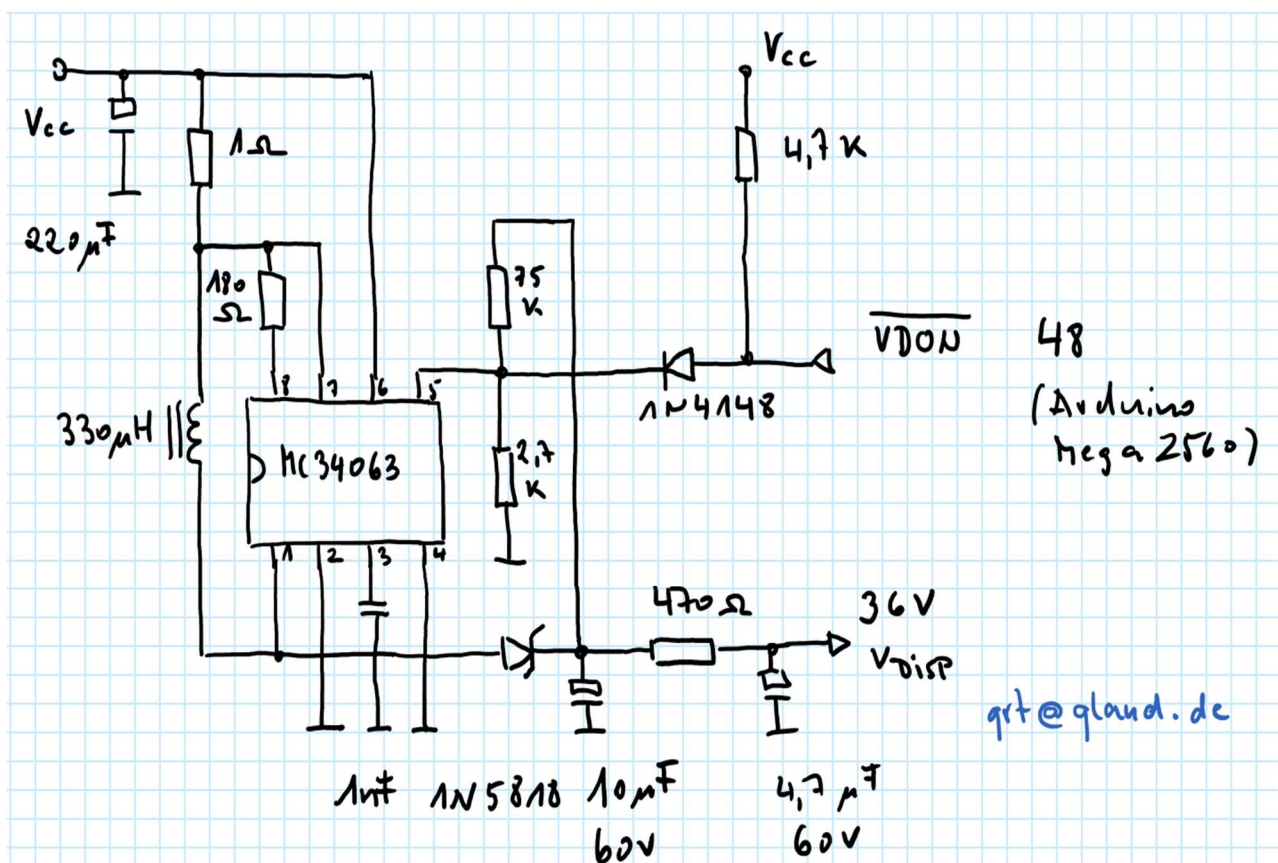 Vcc
220µF
1Ω
180
Ω
330µH
8 7 6 5
MC34063
1 2 3 4
75
K
2,7
K
Vcc
4,7 K
1N4148
VDON 48
(Arduino
Mega 2560)
470Ω
36V
VDISP
1nF 1N5818 10µF 4,7µF
60V 60V
grt@qland.de